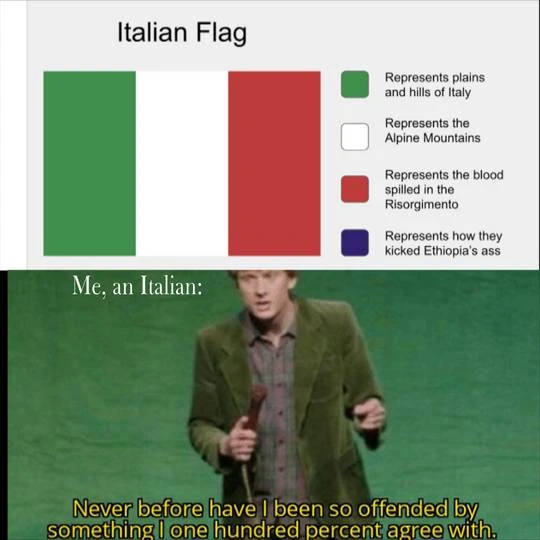 Italian Flag
Represents plains
and hills of Italy
Represents the
Alpine Mountains
Represents the blood
spilled in the
Risorgimento
Represents how they
kicked Ethiopia's ass
Me, an Italian:
Never before have I been so offended by
something I one hundred percent agree with.